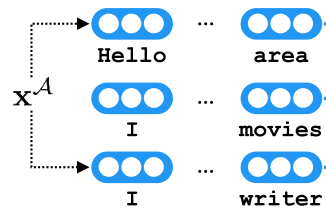 ... 
Hello area
x^𝒜
...
I movies
...
I writer